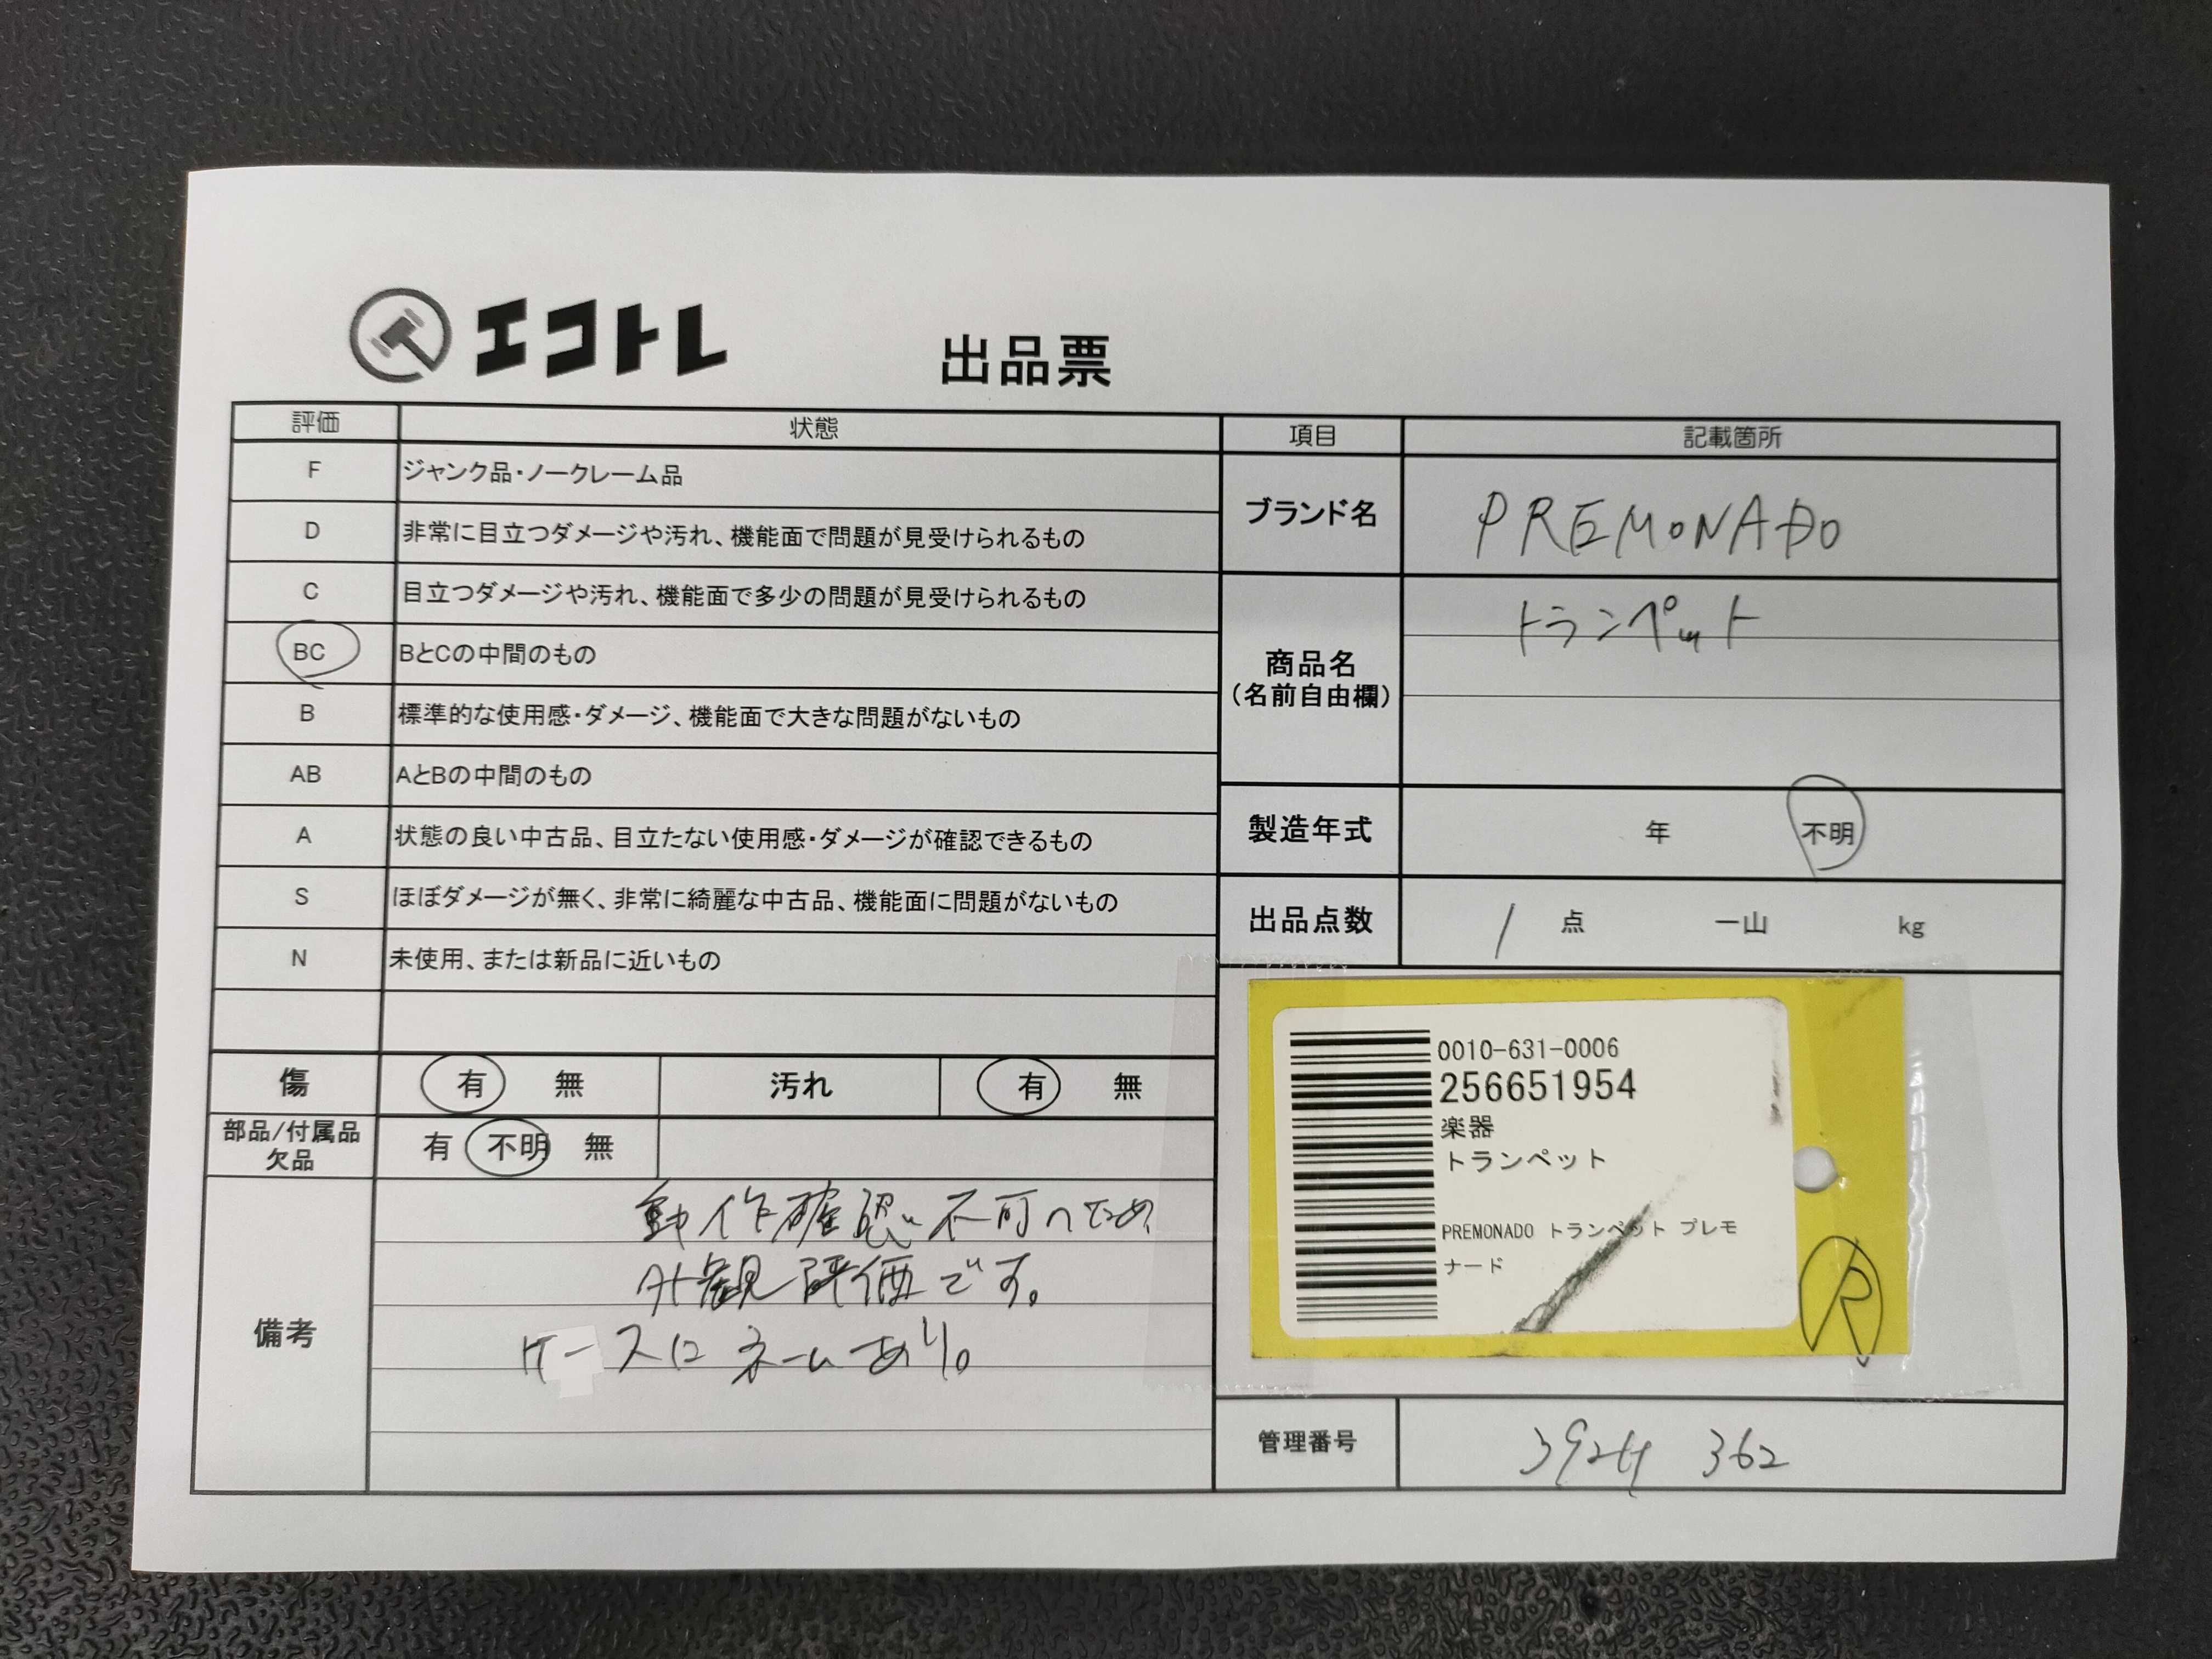 エコトレ
出品票
評価 状態
F ジャンク品・ノークレーム品
D 非常に目立つダメージや汚れ、機能面で問題が見受けられるもの
C 目立つダメージや汚れ、機能面で多少の問題が見受けられるもの
BC BとCの中間のもの
B 標準的な使用感・ダメージ、機能面で大きな問題がないもの
AB AとBの中間のもの
A 状態の良い中古品、目立たない使用感・ダメージが確認できるもの
S ほぼダメージが無く、非常に綺麗な中古品、機能面に問題がないもの
N 未使用、または新品に近いもの
傷 有 無 汚れ 有 無
部品/付属品
欠品
有 不明 無
備考
動作確認不可のため
外観評価です。
ケースにネームあり。
項目 記載箇所
ブランド名 PREMONADO
商品名
(名前自由欄)
トランペット
製造年式 年 不明
出品点数 1 点 一山 kg
0010-631-0006
256651954
楽器
トランペット
PREMONADO トランペット プレモ
ナード
R
管理番号 362